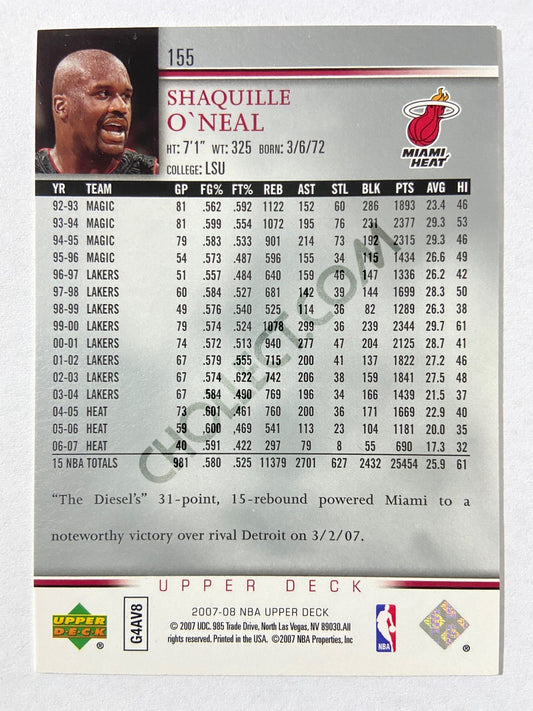 155
SHAQUILLE
O`NEAL
HT: 7'1" WT: 325 BORN: 3/6/72
COLLEGE: LSU
MIAMI
HEAT
YR TEAM GP FG% FT% REB AST STL BLK PTS AVG HI
92-93 MAGIC 81 .562 .592 1122 152 60 286 1893 23.4 46
93-94 MAGIC 81 .599 .554 1072 195 76 231 2377 29.3 53
94-95 MAGIC 79 .583 .533 901 214 73 192 2315 29.3 46
95-96 MAGIC 54 .573 .487 596 155 34 115 1434 26.6 49
96-97 LAKERS 51 .557 .484 640 159 46 147 1336 26.2 42
97-98 LAKERS 60 .584 .527 681 142 39 144 1699 28.3 50
98-99 LAKERS 49 .576 .540 525 114 36 82 1289 26.3 38
99-00 LAKERS 79 .574 .524 1078 299 36 239 2344 29.7 61
00-01 LAKERS 74 .572 .513 940 277 47 204 2125 28.7 41
01-02 LAKERS 67 .579 .555 715 200 41 137 1822 27.2 46
02-03 LAKERS 67 .574 .622 742 206 38 159 1841 27.5 48
03-04 LAKERS 67 .584 .490 769 196 34 166 1439 21.5 37
04-05 HEAT 73 .601 .461 760 200 36 171 1669 22.9 40
05-06 HEAT 59 .600 .469 541 113 23 104 1181 20.0 35
06-07 HEAT 40 .591 .422 297 79 8 55 690 17.3 32
15 NBA TOTALS 981 .580 .525 11379 2701 627 2432 25454 25.9 61
CHOLLECT.COM
"The Diesel's" 31-point, 15-rebound powered Miami to a
noteworthy victory over rival Detroit on 3/2/07.
UPPER DECK
UPPER
DECK
®
G4AV8
2007-08 NBA UPPER DECK
© 2007 UDC. 985 Trade Drive, North Las Vegas, NV 89030.All
rights reserved. Printed in the USA. ©2007 NBA Properties, Inc
NBA
®